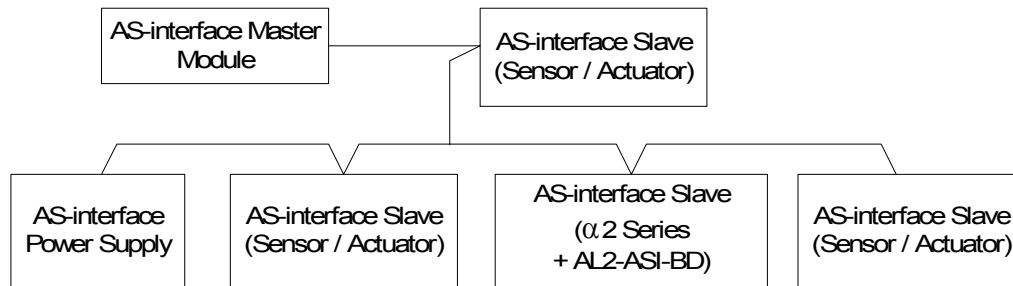 AS-interface Master
Module
AS-interface Slave
(Sensor / Actuator)
AS-interface
Power Supply
AS-interface Slave
(Sensor / Actuator)
AS-interface Slave
(α2 Series
+ AL2-ASI-BD)
AS-interface Slave
(Sensor / Actuator)